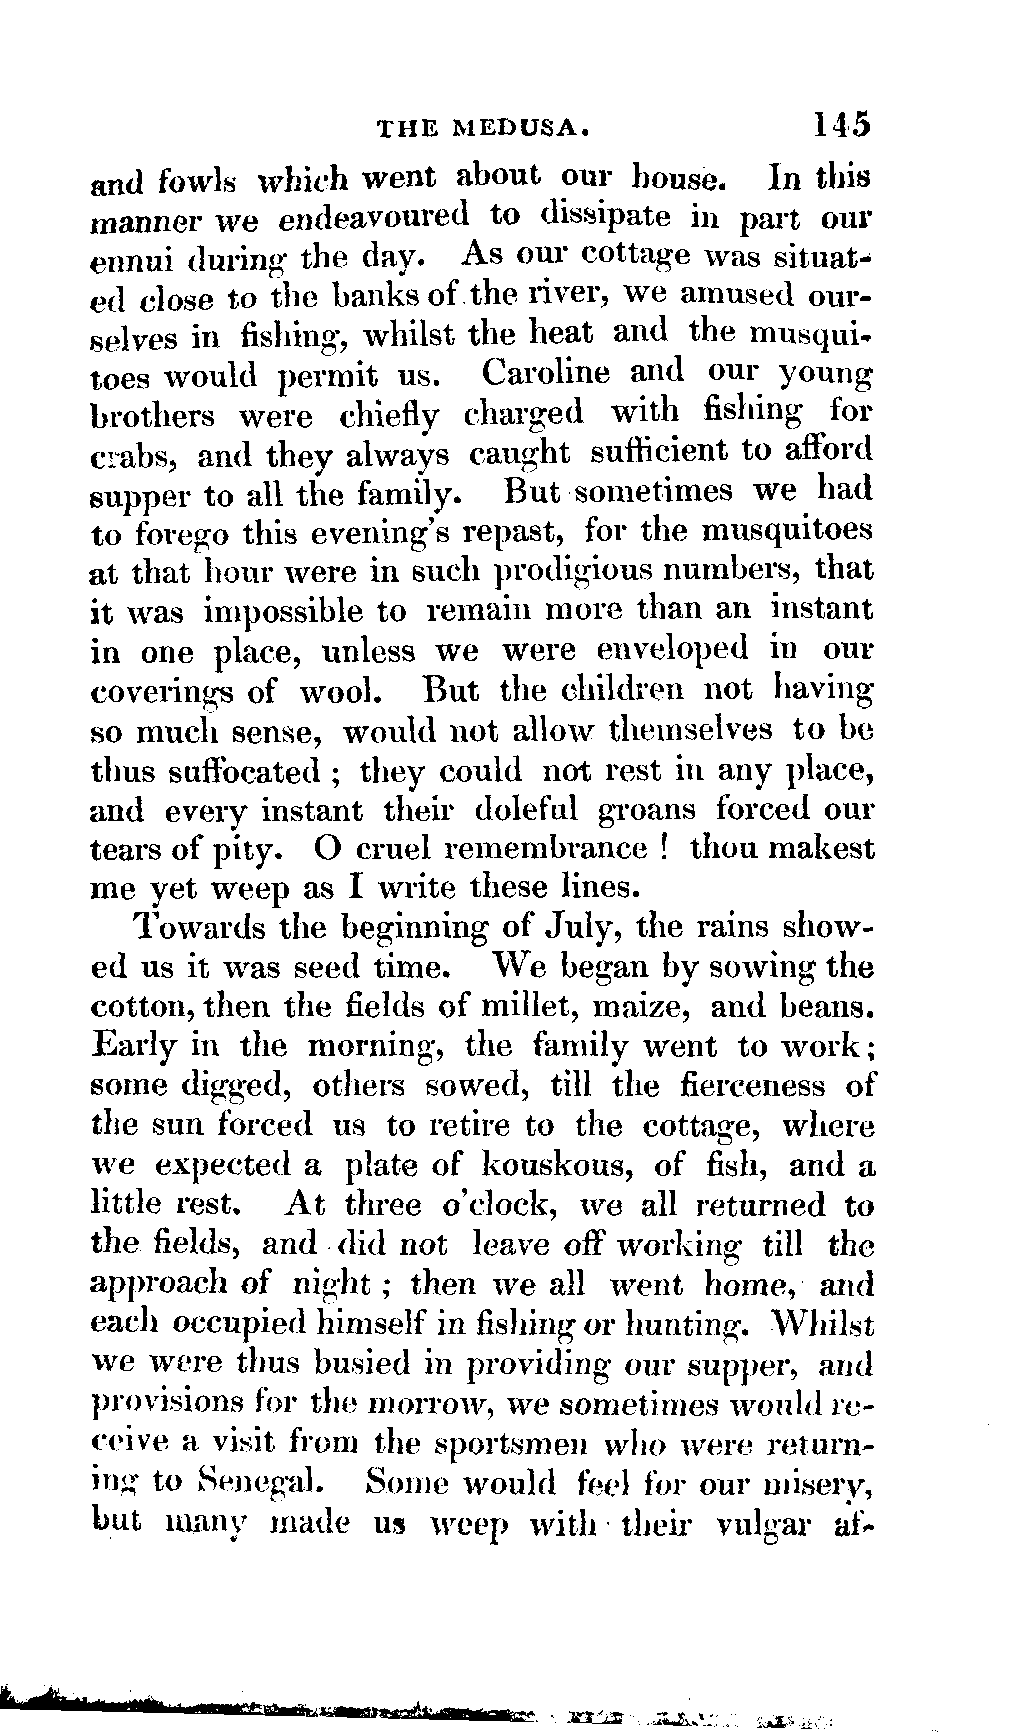 THE MEDUSA. 145
and fowls which went about our house. In this
manner we endeavoured to dissipate in part our
ennui during the day. As our cottage was situat-
ed close to the banks of the river, we amused our-
selves in fishing, whilst the heat and the musqui-
toes would permit us. Caroline and our young
brothers were chiefly charged with fishing for
crabs, and they always caught sufficient to afford
supper to all the family. But sometimes we had
to forego this evening's repast, for the musquitoes
at that hour were in such prodigious numbers, that
it was impossible to remain more than an instant
in one place, unless we were enveloped in our
coverings of wool. But the children not having
so much sense, would not allow themselves to be
thus suffocated ; they could not rest in any place,
and every instant their doleful groans forced our
tears of pity. O cruel remembrance ! thou makest
me yet weep as I write these lines.
Towards the beginning of July, the rains show-
ed us it was seed time. We began by sowing the
cotton, then the fields of millet, maize, and beans.
Early in the morning, the family went to work;
some digged, others sowed, till the fierceness of
the sun forced us to retire to the cottage, where
we expected a plate of kouskous, of fish, and a
little rest. At three o'clock, we all returned to
the fields, and did not leave off working till the
approach of night ; then we all went home, and
each occupied himself in fishing or hunting. Whilst
we were thus busied in providing our supper, and
provisions for the morrow, we sometimes would re-
ceive a visit from the sportsmen who were return-
ing to Senegal. Some would feel for our misery,
but many made us weep with their vulgar af-